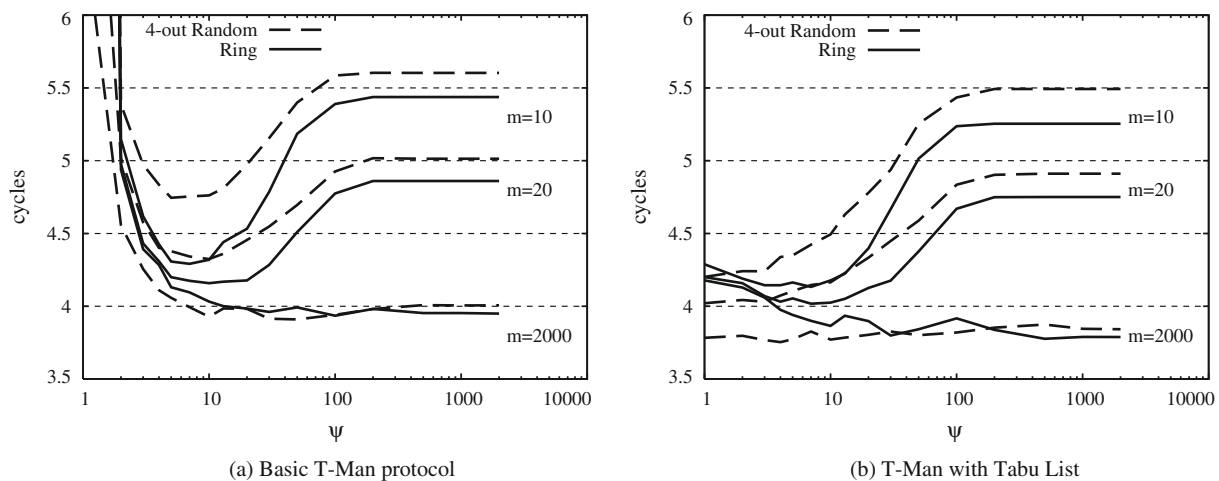 6
5.5
5
4.5
4
3.5
cycles
4-out Random
Ring
m=10
m=20
m=2000
1
10
100
1000
10000
ψ
(a) Basic T-Man protocol
6
5.5
5
4.5
4
3.5
cycles
4-out Random
Ring
m=10
m=20
m=2000
1
10
100
1000
10000
ψ
(b) T-Man with Tabu List